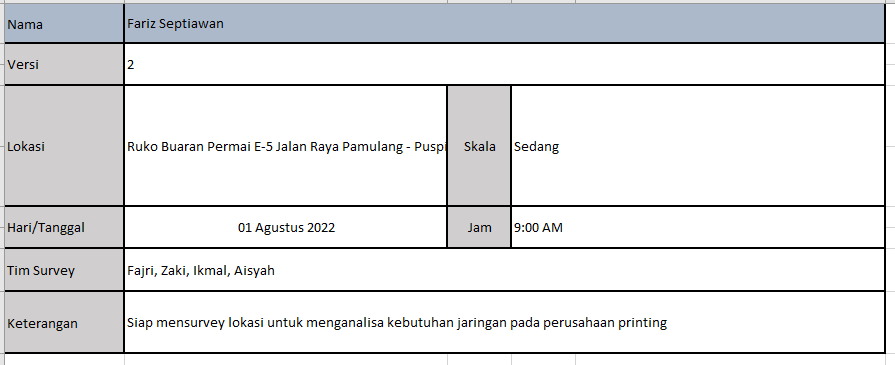 Nama Fariz Septiawan
Versi 2
Lokasi Ruko Buaran Permai E-5 Jalan Raya Pamulang - Puspi Skala Sedang
Hari/Tanggal 01 Agustus 2022 Jam 9:00 AM
Tim Survey Fajri, Zaki, Ikmal, Aisyah
Keterangan Siap mensurvey lokasi untuk menganalisa kebutuhan jaringan pada perusahaan printing